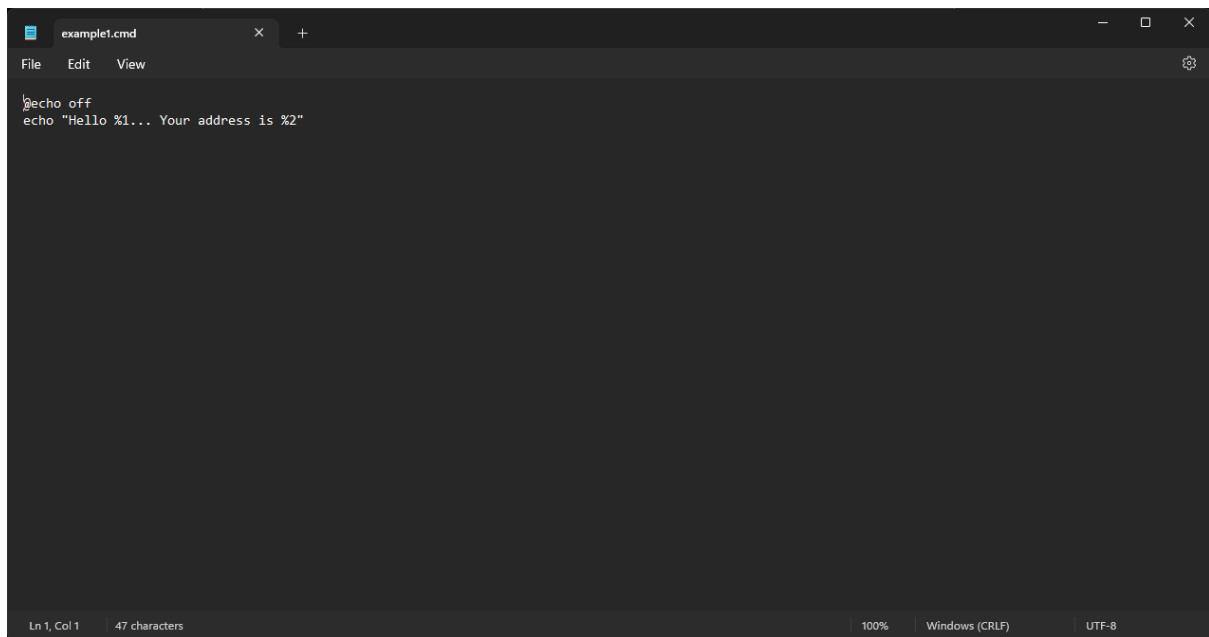 example1.cmd
File Edit View
@echo off
echo "Hello %1... Your address is %2"
Ln 1, Col 1 47 characters 100% Windows (CRLF) UTF-8